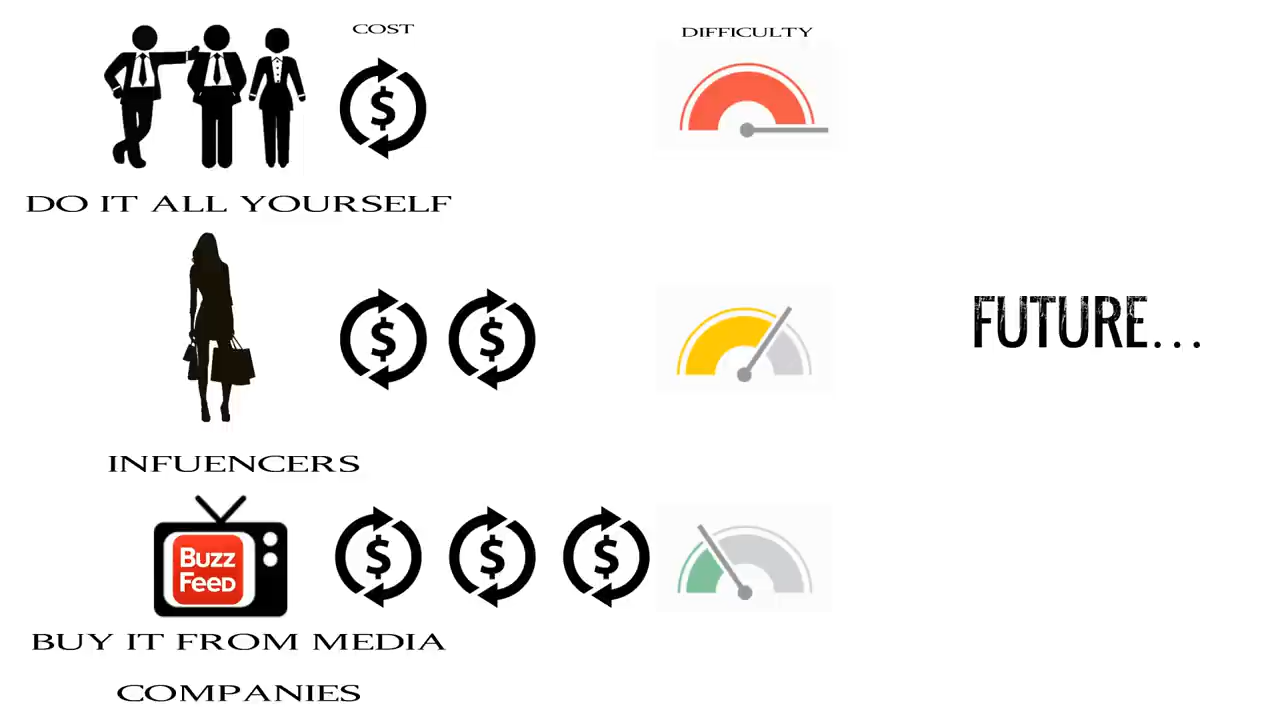 COST
DIFFICULTY
$
DO IT ALL YOURSELF
$ $
FUTURE...
INFUENCERS
BUZZ
FEED
$ $ $
BUY IT FROM MEDIA
COMPANIES